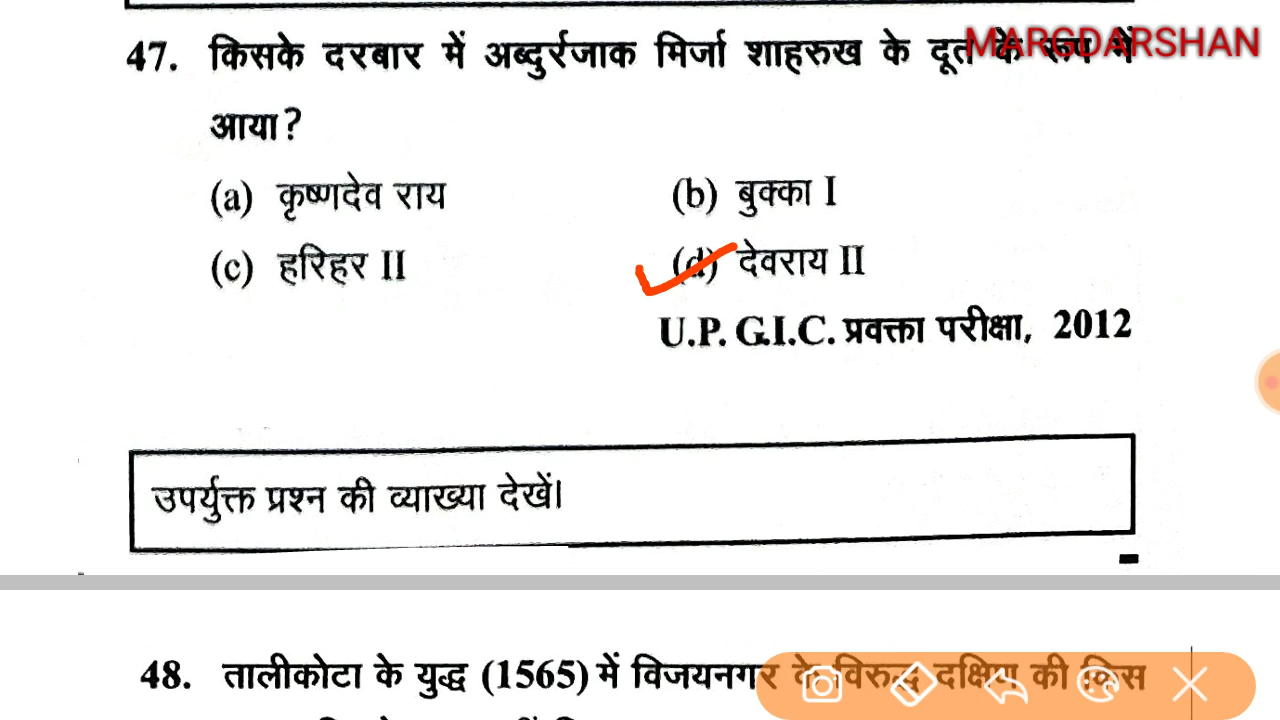 MARGDARSHAN
47. किसके दरबार में अब्दुर्रजाक मिर्जा शाहरुख के दूत के रूप में
आया?
(a) कृष्णदेव राय (b) बुक्का I
(c) हरिहर II (d) देवराय II
U.P. G.I.C. प्रवक्ता परीक्षा, 2012
उपर्युक्त प्रश्न की व्याख्या देखें।
48. तालीकोटा के युद्ध (1565) में विजयनगर के विरुद्ध दक्षिण की किस